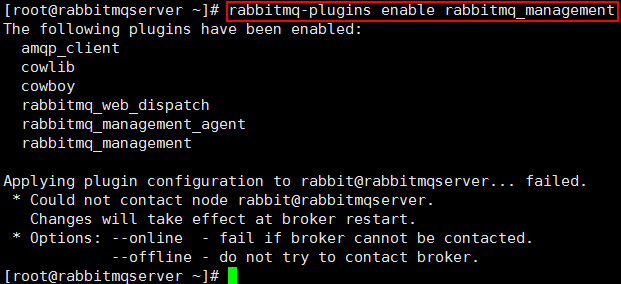 [root@rabbitmqserver ~]# rabbitmq-plugins enable rabbitmq_management
The following plugins have been enabled:
  amqp_client
  cowlib
  cowboy
  rabbitmq_web_dispatch
  rabbitmq_management_agent
  rabbitmq_management

Applying plugin configuration to rabbit@rabbitmqserver... failed.
 * Could not contact node rabbit@rabbitmqserver.
   Changes will take effect at broker restart.
 * Options: --online  - fail if broker cannot be contacted.
            --offline - do not try to contact broker.
[root@rabbitmqserver ~]#